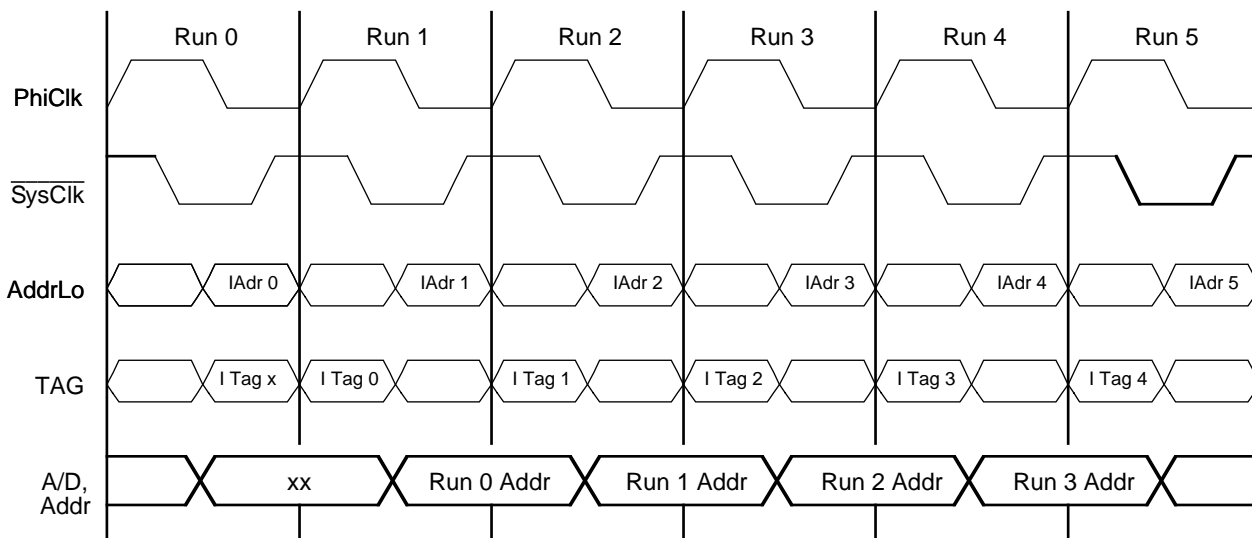 Run 0 Run 1 Run 2 Run 3 Run 4 Run 5
PhiClk
SysClk
AddrLo IAdr 0 IAdr 1 IAdr 2 IAdr 3 IAdr 4 IAdr 5
TAG I Tag x I Tag 0 I Tag 1 I Tag 2 I Tag 3 I Tag 4
A/D,
Addr xx Run 0 Addr Run 1 Addr Run 2 Addr Run 3 Addr